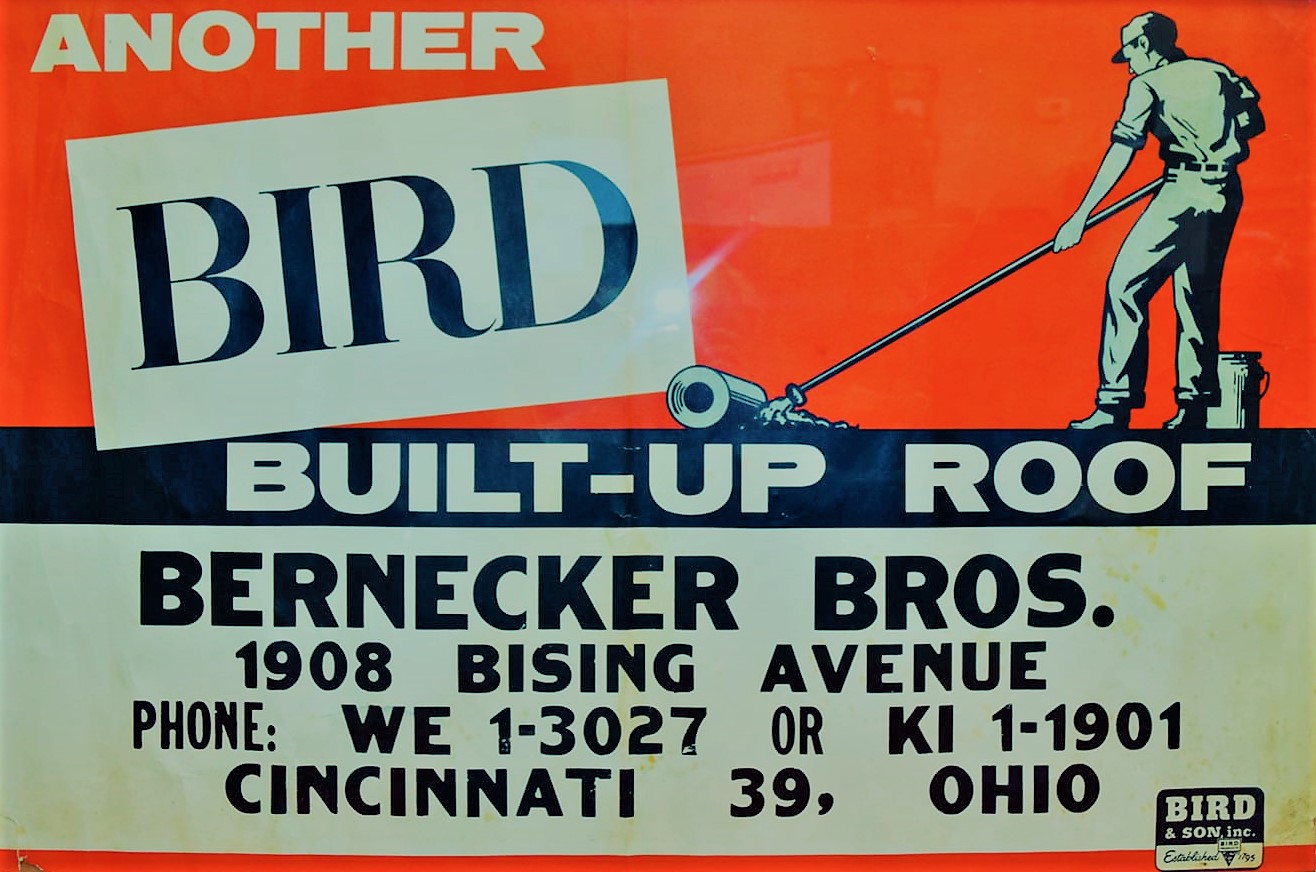 ANOTHER
BIRD
BUILT-UP ROOF
BERNECKER BROS.
1908 BISING AVENUE
PHONE: WE 1-3027 OR KI 1-1901
CINCINNATI 39, OHIO
BIRD
& SON, inc.
BIRD
Established 1795